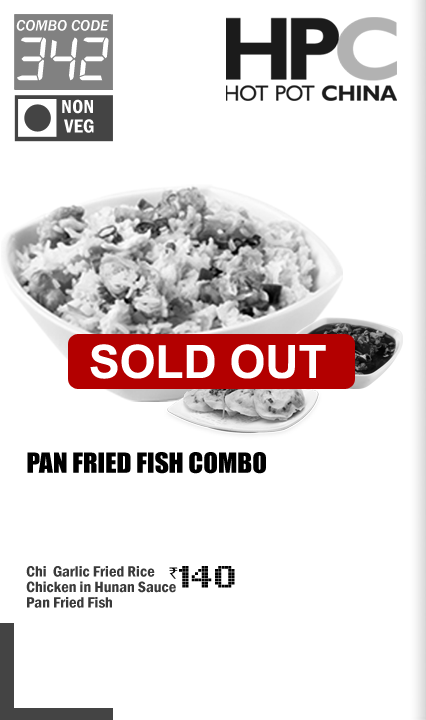 COMBO CODE
342
NON
VEG
HPC
HOT POT CHINA
SOLD OUT
PAN FRIED FISH COMBO
Chi Garlic Fried Rice ₹140
Chicken in Hunan Sauce
Pan Fried Fish